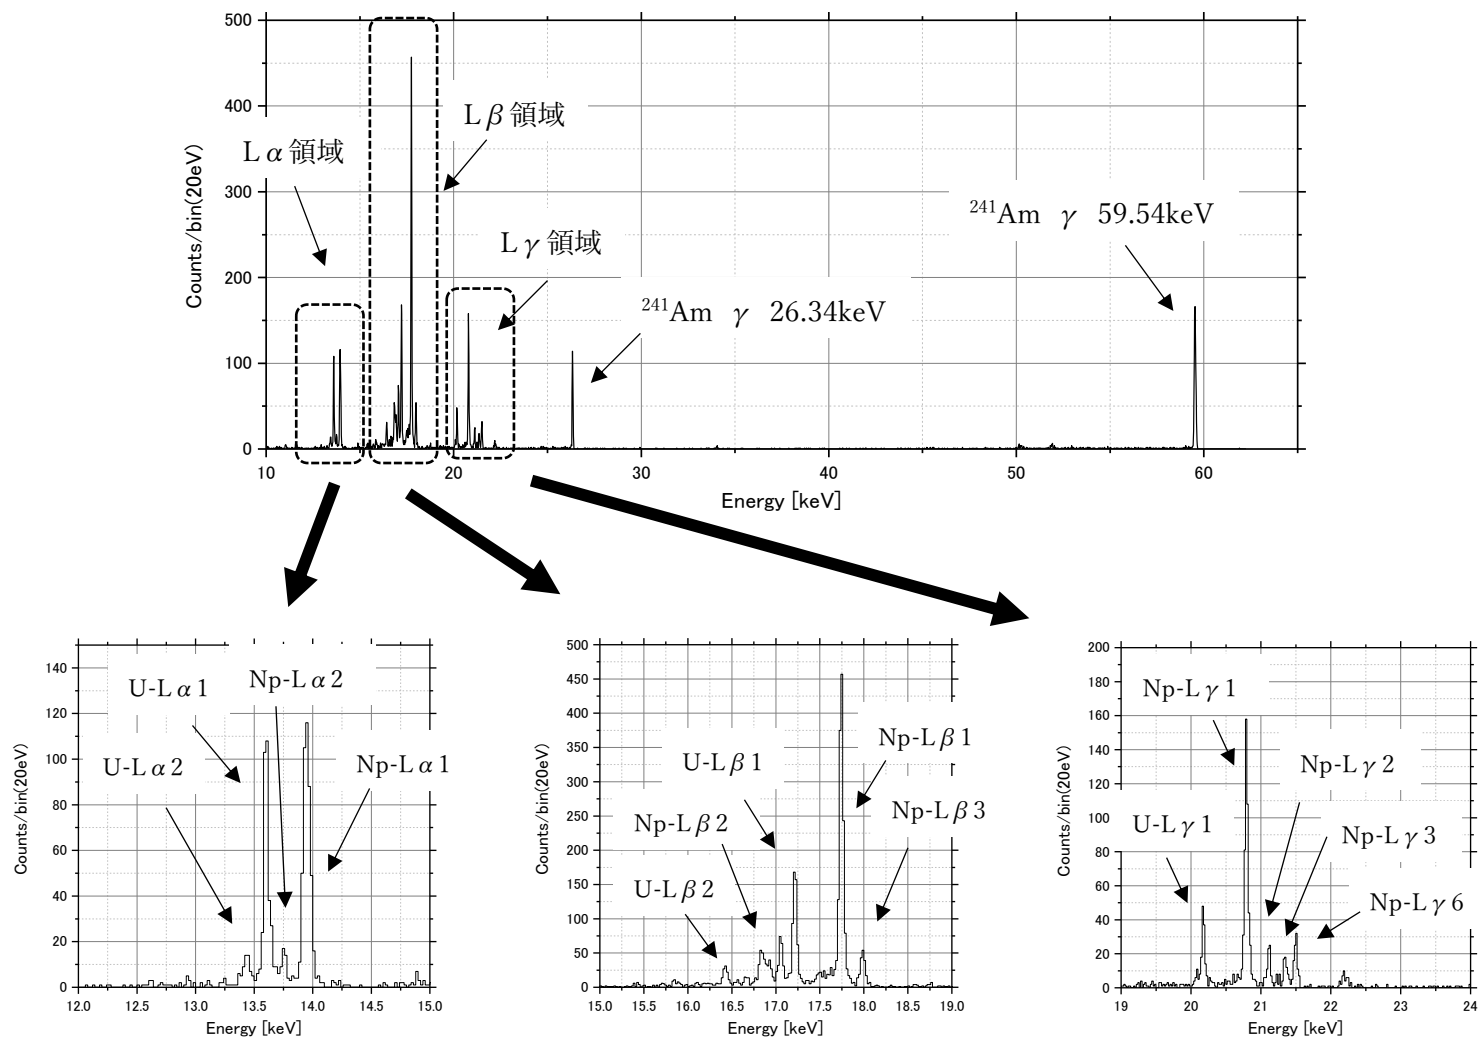 500
400
300
200
100
0
Counts/bin(20eV)
10
20
30
40
50
60
Energy [keV]
Lα領域
Lβ領域
Lγ領域
²⁴¹Am γ 26.34keV
²⁴¹Am γ 59.54keV
140
120
100
80
60
40
20
0
Counts/bin(20eV)
12.0
12.5
13.0
13.5
14.0
14.5
15.0
Energy [keV]
U-Lα1
Np-Lα2
U-Lα2
Np-Lα1
500
450
400
350
300
250
200
150
100
50
0
Counts/bin(20eV)
15.0
15.5
16.0
16.5
17.0
17.5
18.0
18.5
19.0
Energy [keV]
U-Lβ1
Np-Lβ1
Np-Lβ2
Np-Lβ3
U-Lβ2
200
180
160
140
120
100
80
60
40
20
0
Counts/bin(20eV)
19
20
21
22
23
24
Energy [keV]
Np-Lγ1
Np-Lγ2
U-Lγ1
Np-Lγ3
Np-Lγ6